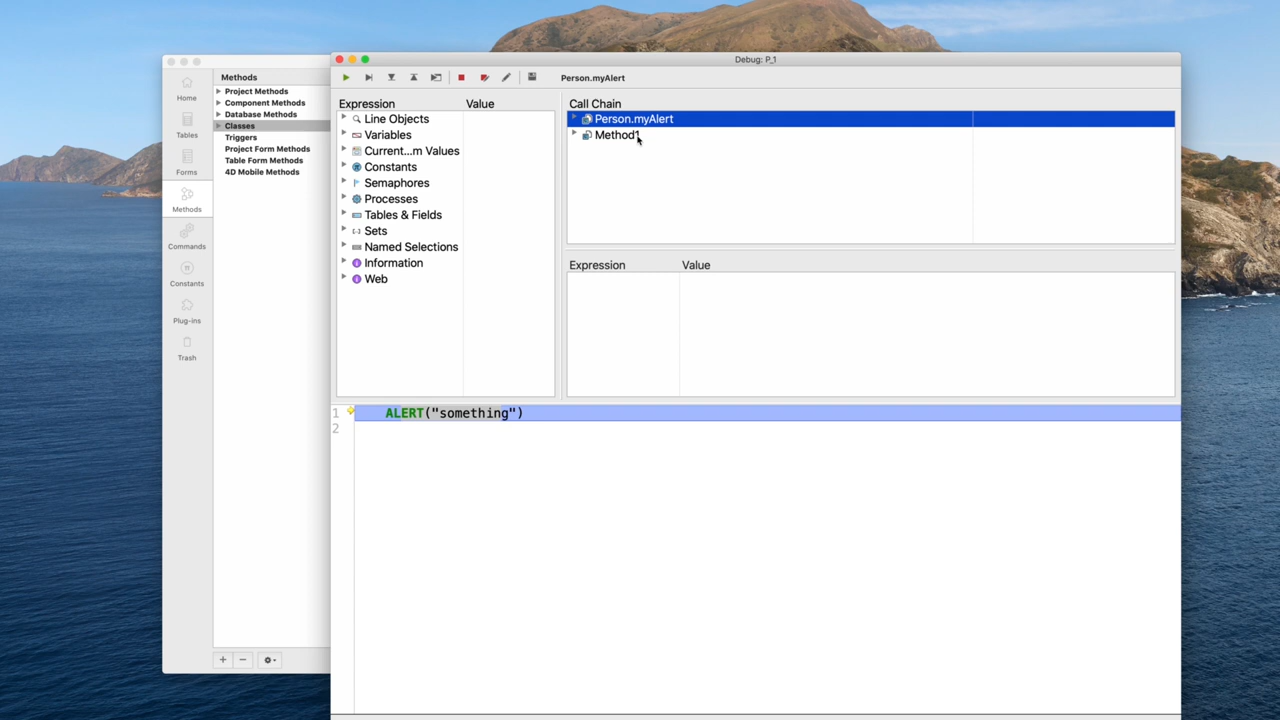 Debug: P_1
Person.myAlert
Methods
Home
Tables
Forms
Methods
Commands
Constants
Plug-ins
Trash
Project Methods
Component Methods
Database Methods
Classes
Triggers
Project Form Methods
Table Form Methods
4D Mobile Methods
Expression Value
Line Objects
Variables
Current...m Values
Constants
Semaphores
Processes
Tables & Fields
Sets
Named Selections
Information
Web
Call Chain
Person.myAlert
Method1
Expression Value
1 ALERT("something")
2